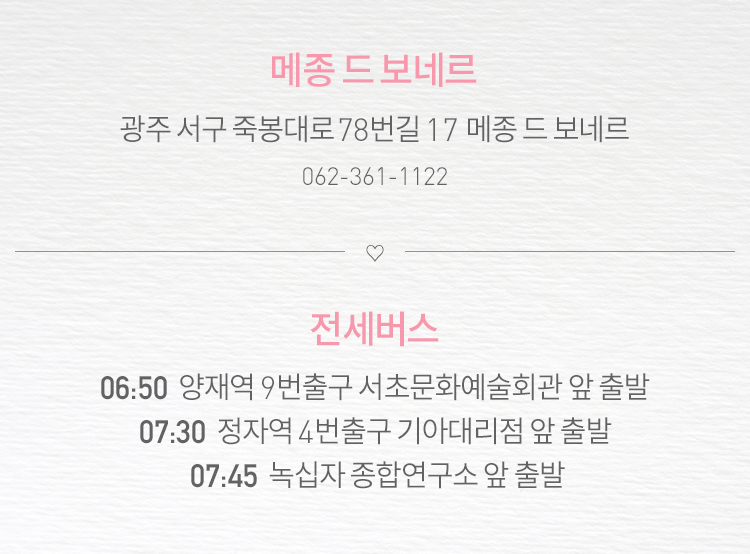 메종 드 보네르
광주 서구 죽봉대로 78번길 17 메종 드 보네르
062-361-1122
전세버스
06:50 양재역 9번출구 서초문화예술회관 앞 출발
07:30 정자역 4번출구 기아대리점 앞 출발
07:45 녹십자 종합연구소 앞 출발